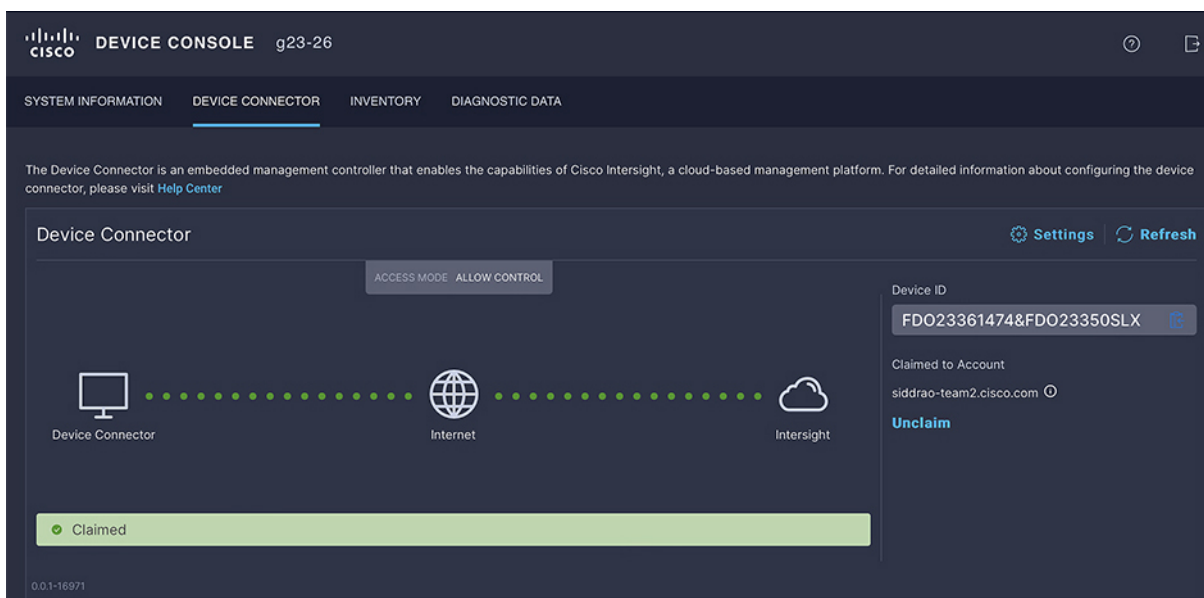 CISCO DEVICE CONSOLE g23-26
SYSTEM INFORMATION DEVICE CONNECTOR INVENTORY DIAGNOSTIC DATA
The Device Connector is an embedded management controller that enables the capabilities of Cisco Intersight, a cloud-based management platform. For detailed information about configuring the device
connector, please visit Help Center
Device Connector Settings Refresh
ACCESS MODE ALLOW CONTROL
Device ID
FDO23361474&FDO23350SLX
Claimed to Account
siddrao-team2.cisco.com
Unclaim
Device Connector Internet Intersight
Claimed
0.0.1-16971